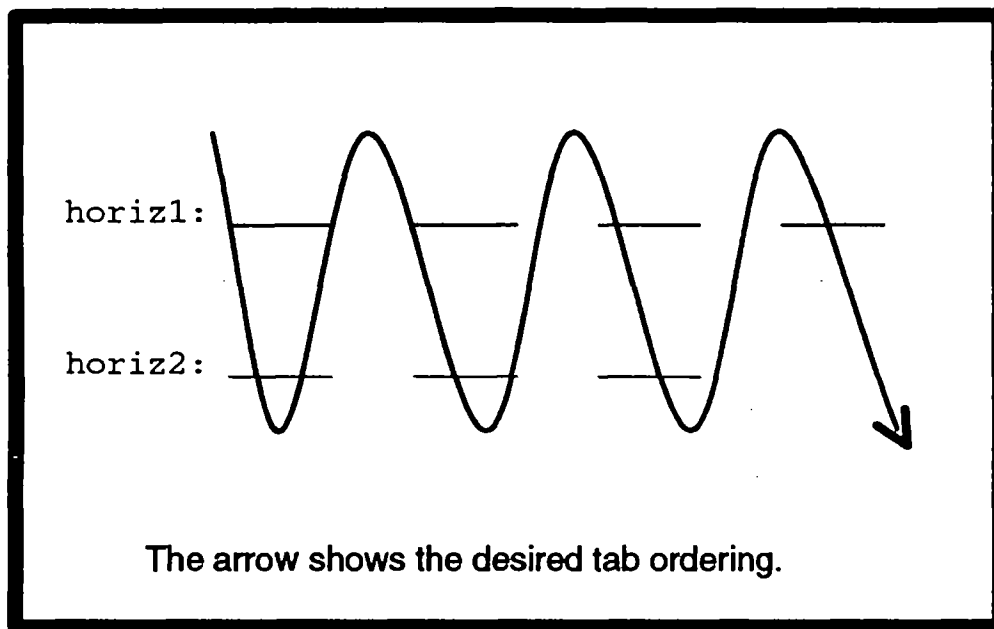 horiz1:
horiz2:
The arrow shows the desired tab ordering.